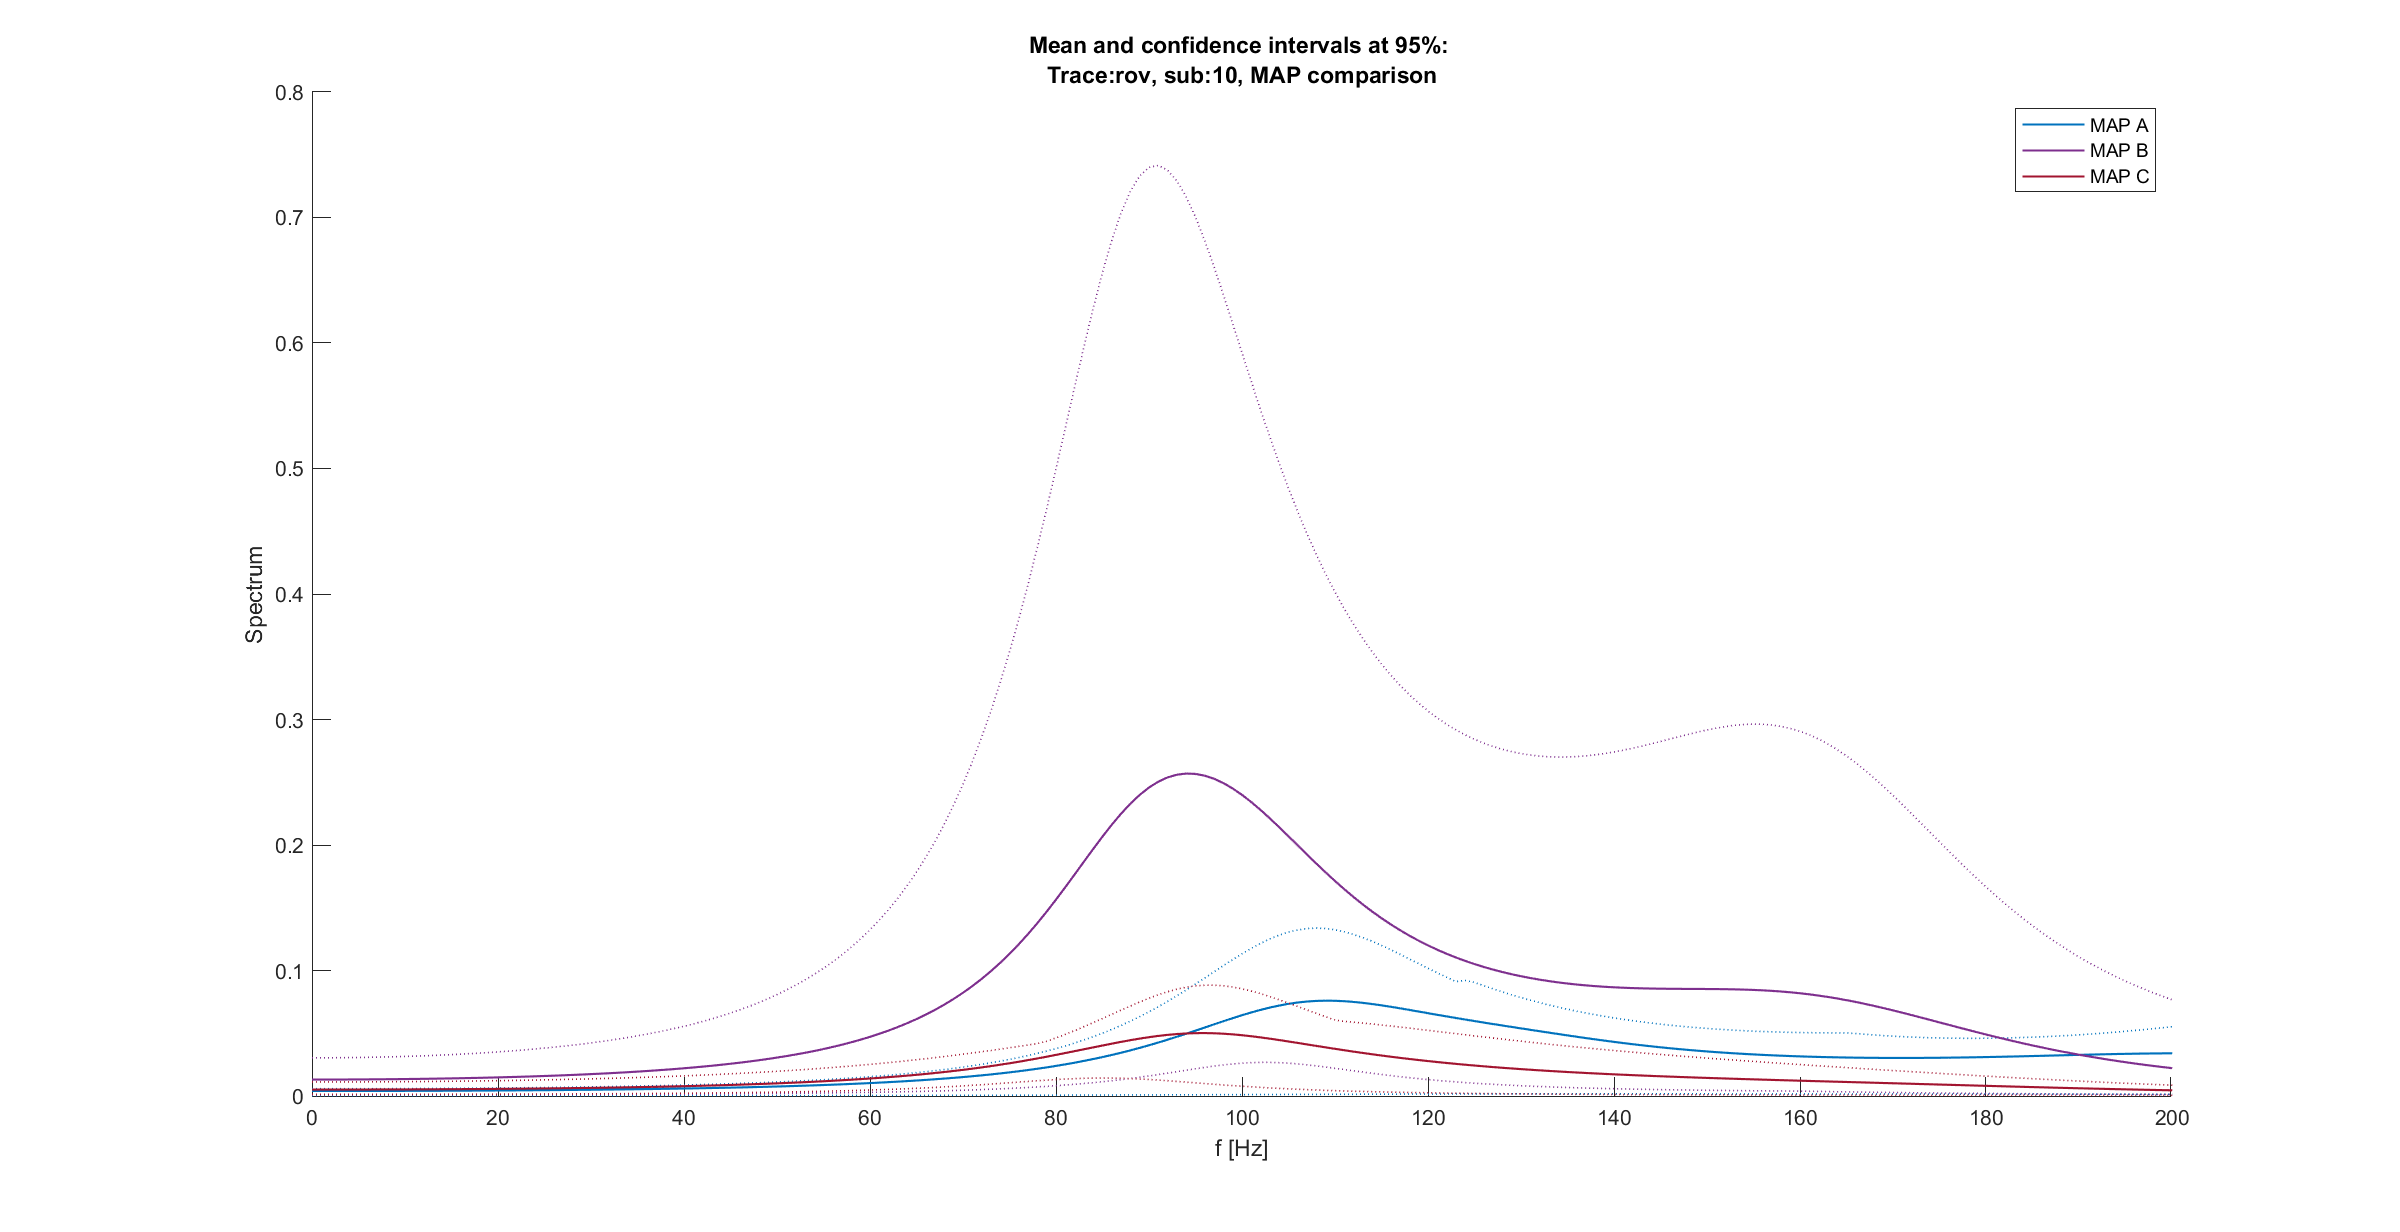 Mean and confidence intervals at 95%:
Trace:rov, sub:10, MAP comparison
MAP A
MAP B
MAP C
0.8
0.7
0.6
0.5
0.4
0.3
0.2
0.1
0
Spectrum
0 20 40 60 80 100 120 140 160 180 200
f [Hz]